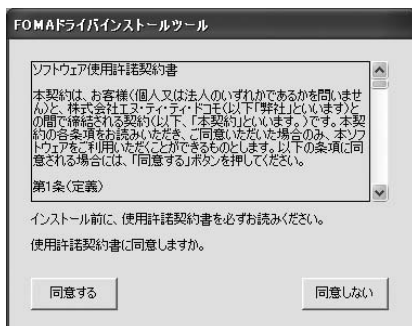 FOMAドライバインストールツール
ソフトウェア使用許諾契約書
本契約は、お客様(個人又は法人のいずれかであるかを問いませ
ん)と、株式会社エヌ・ティ・ティ・ドコモ(以下「弊社」といいます)と
の間で締結される契約(以下、「本契約」といいます。)です。本契
約の各条項をお読みいただき、ご同意いただいた場合のみ、本ソフ
トウェアをご利用いただくことができるものとします。以下の条項に同
意される場合には、「同意する」ボタンを押してください。
第1条(定義)
インストール前に、使用許諾契約書を必ずお読みください。
使用許諾契約書に同意しますか。
同意する
同意しない